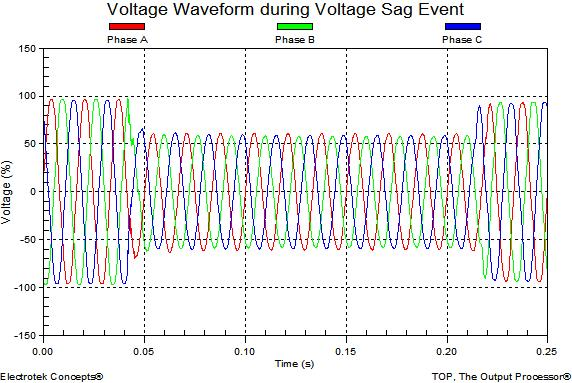 Voltage Waveform during Voltage Sag Event
Phase A Phase B Phase C
150
100
50
0
-50
-100
-150
Voltage (%)
0.00 0.05 0.10 0.15 0.20 0.25
Time (s)
Electrotek Concepts® TOP, The Output Processor®